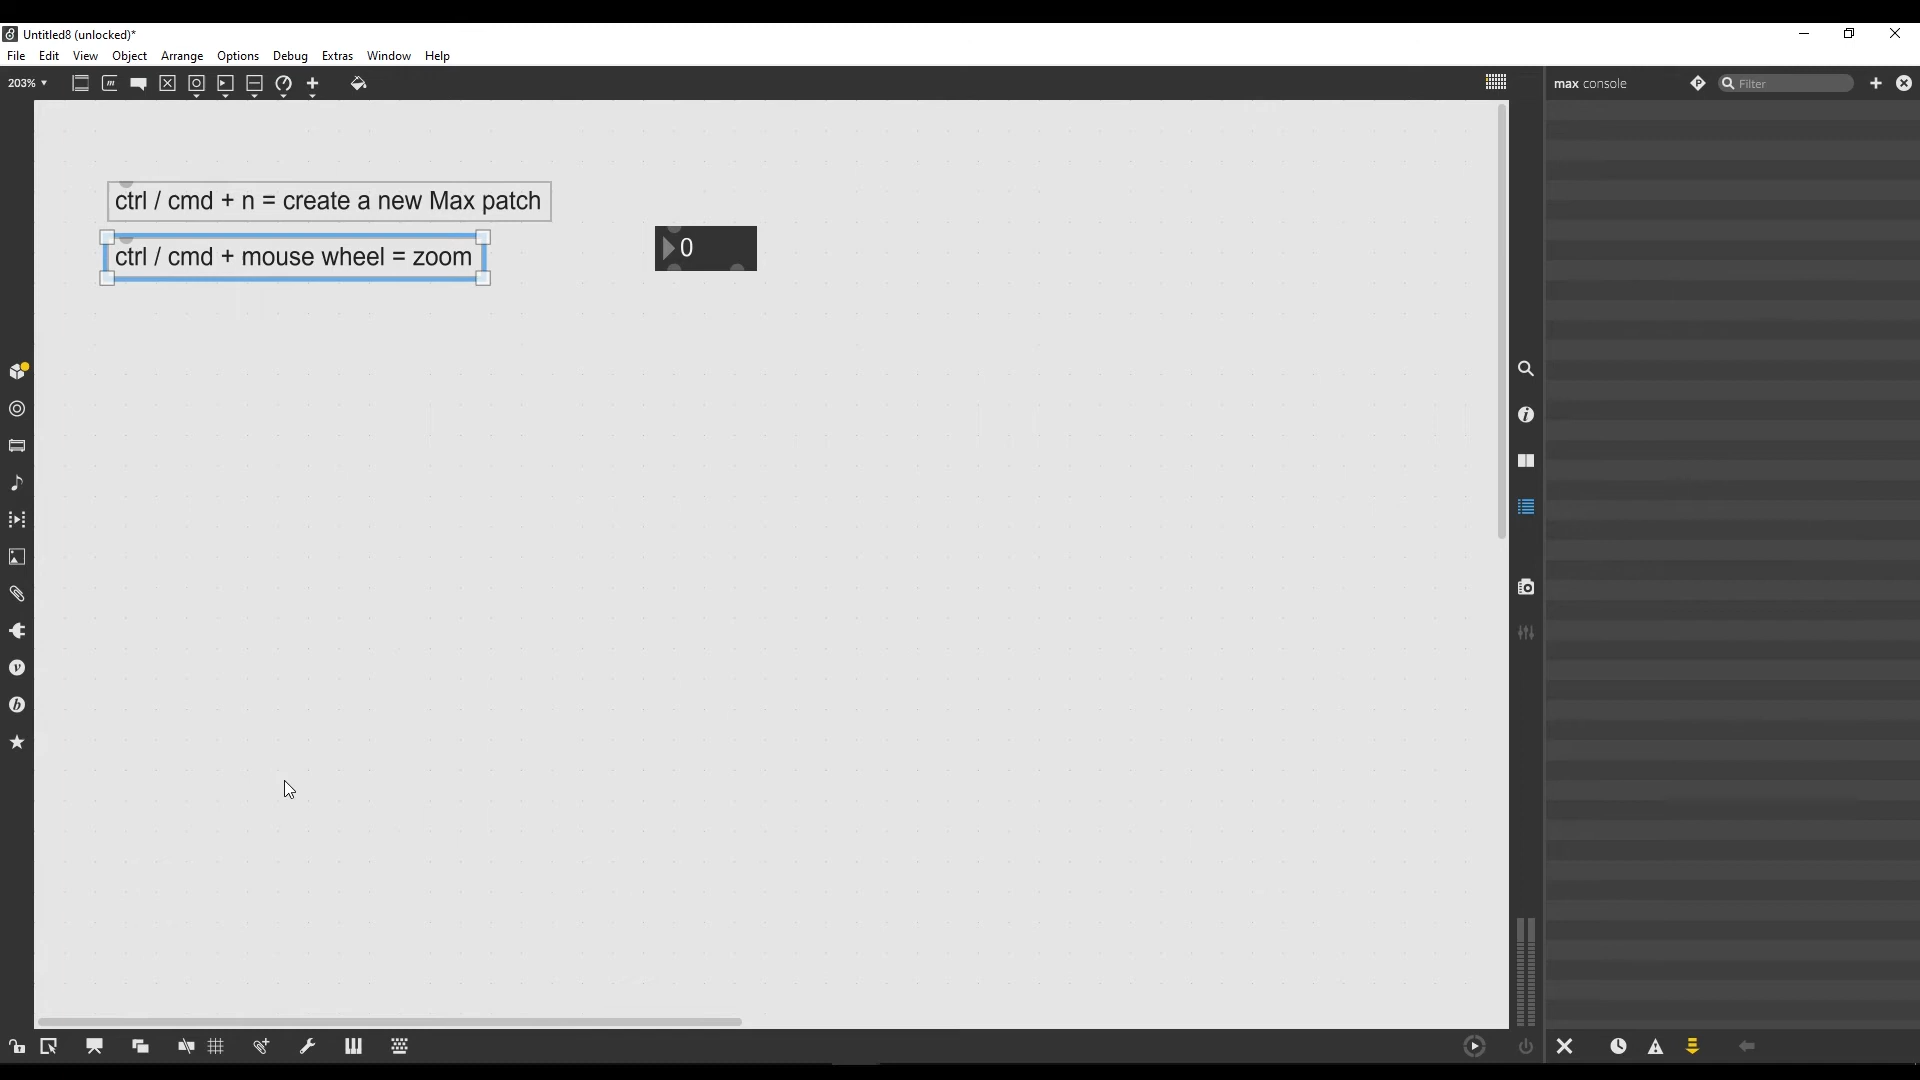 Untitled8 (unlocked)*
File Edit View Object Arrange Options Debug Extras Window Help
203%
max console
Filter
ctrl / cmd + n = create a new Max patch
ctrl / cmd + mouse wheel = zoom
0